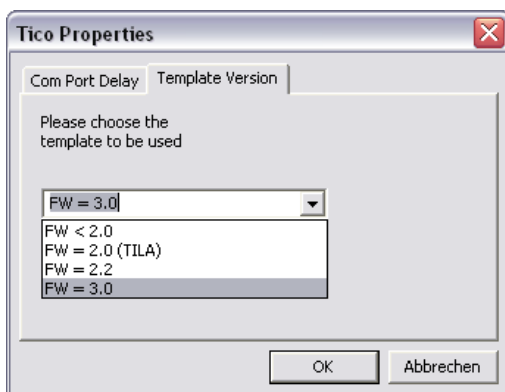 Tico Properties
Com Port Delay Template Version
Please choose the
template to be used
FW = 3.0
FW < 2.0
FW = 2.0 (TILA)
FW = 2.2
FW = 3.0
OK Abbrechen